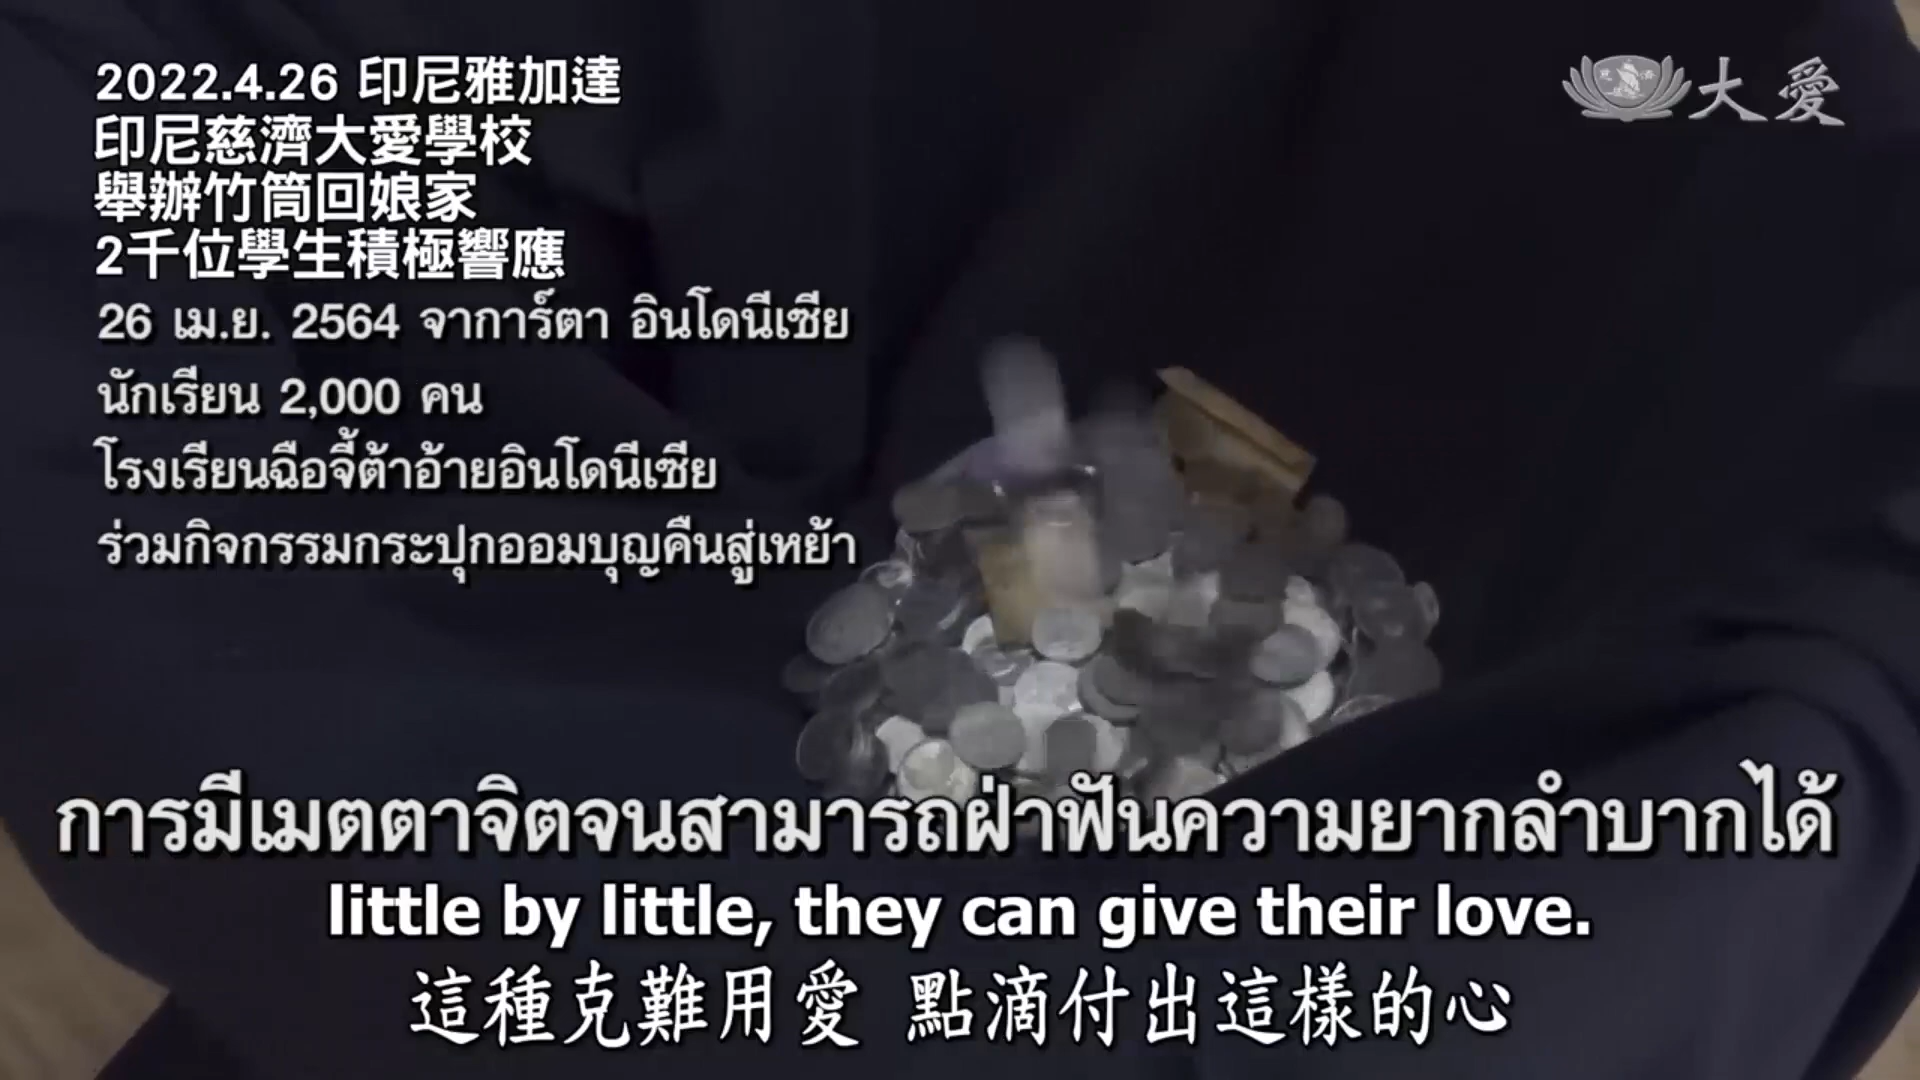 2022.4.26 印尼雅加達
印尼慈濟大愛學校
舉辦竹筒回娘家
2千位學生積極響應
26 เม.ย. 2564 จาการ์ตา อินโดนีเซีย
นักเรียน 2,000 คน
โรงเรียนฉือจี้ต้าอ้ายอินโดนีเซีย
ร่วมกิจกรรมกระปุกออมบุญคืนสู่เหย้า
大愛
การมีเมตตาจิตจนสามารถฝ่าฟันความยากลำบากได้
little by little, they can give their love.
這種克難用愛 點滴付出這樣的心